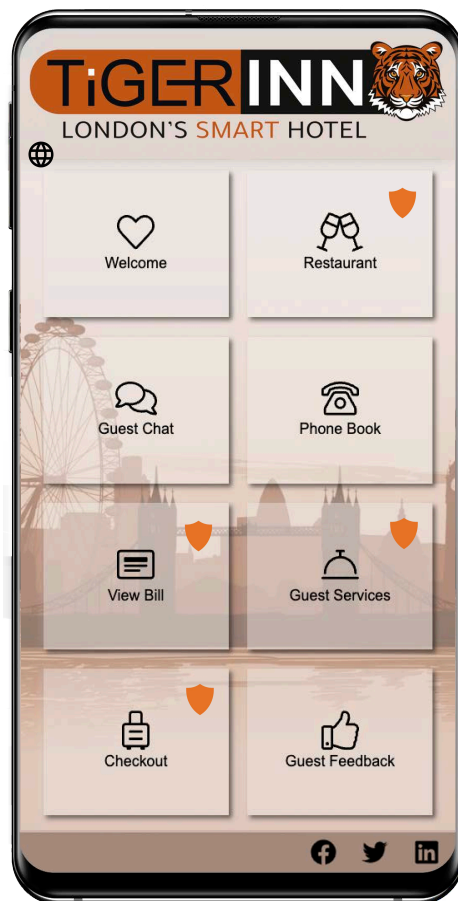 TiGER INN
LONDON'S SMART HOTEL
Welcome
Restaurant
Guest Chat
Phone Book
View Bill
Guest Services
Checkout
Guest Feedback